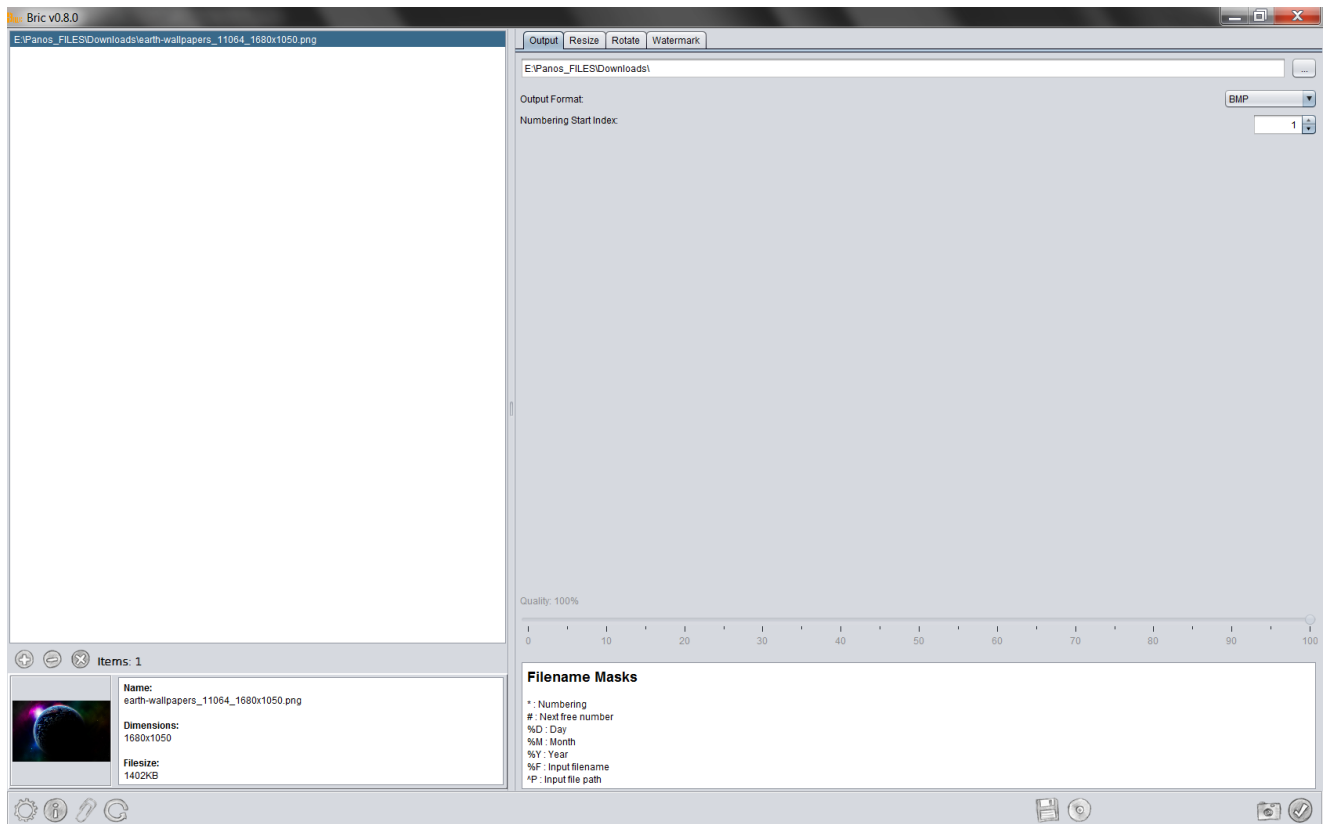 Bric v0.8.0
E:\Panos_FILES\Downloads\earth-wallpapers_11064_1680x1050.png
Output Resize Rotate Watermark
E:\Panos_FILES\Downloads\
...
Output Format:
BMP
Numbering Start Index:
1
Quality: 100%
0 10 20 30 40 50 60 70 80 90 100
Items: 1
Name:
earth-wallpapers_11064_1680x1050.png
Dimensions:
1680x1050
Filesize:
1402KB
Filename Masks
* : Numbering
# : Next free number
%D : Day
%M : Month
%Y : Year
%F : Input filename
^P : Input file path